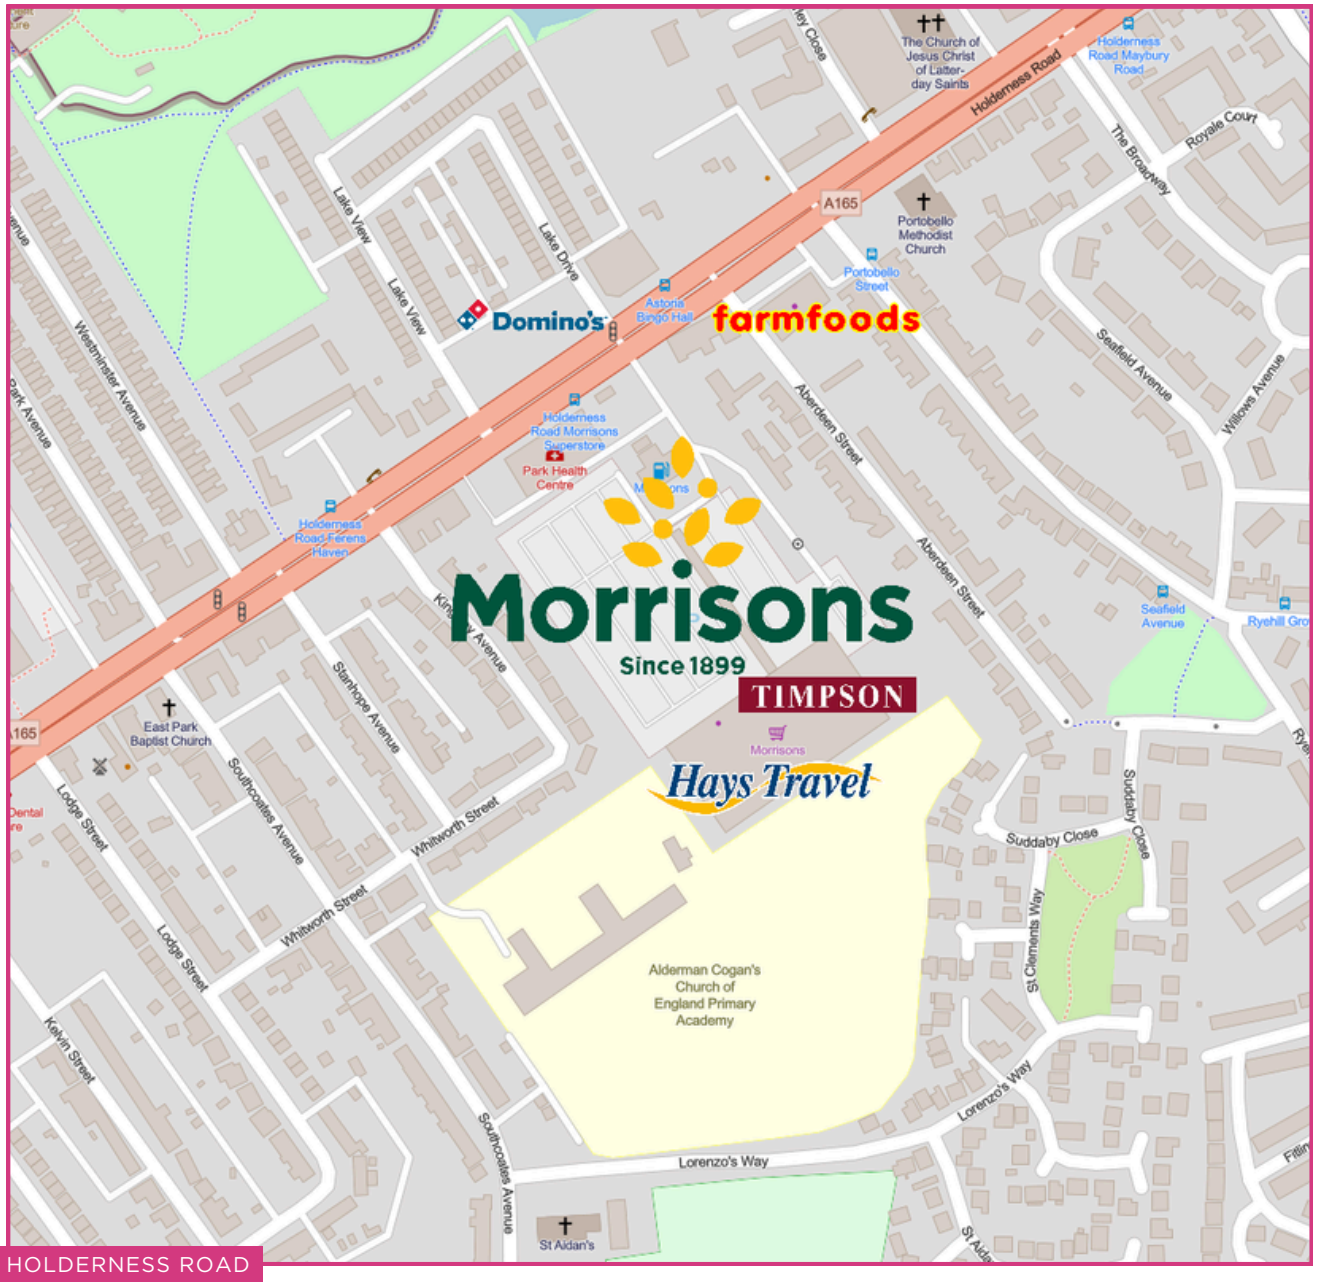 The Church of
Jesus Christ
of Latter-
day Saints
Holderness
Road Maybury
Road
Holderness Road
Royale Court
The Broadway
A165
Portobello
Methodist
Church
Portobello
Street
Lake View
Lake Drive
Lake View
Astoria
Bingo Hall
Domino's
farmfoods
Westminster Avenue
Park Avenue
Seafield Avenue
Willows Avenue
Aberdeen Street
Holderness
Road Morrisons
Superstore
Park Health
Centre
Holderness
Road Ferens
Haven
Aberdeen Street
Morrisons
Since 1899
TIMPSON
Morrisons
Hays Travel
Seafield
Avenue
Ryehill Gro
Stanhope Avenue
East Park
Baptist Church
A165
Southcoates Avenue
Lodge Street
Whitworth Street
Suddaby Close
Suddaby Close
Whitworth Street
Lodge Street
St Clements Way
Alderman Cogan's
Church of
England Primary
Academy
Kelvin Street
Lorenzo's Way
Southcoates Avenue
Lorenzo's Way
St Aidan's
HOLDERNESS ROAD